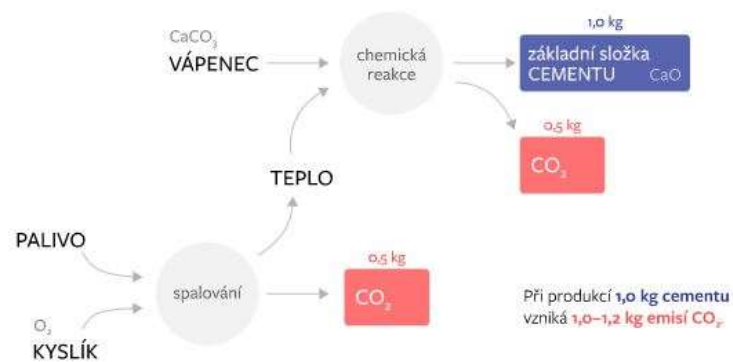 CaCO₃
VÁPENEC
chemická
reakce
1,0 kg
základní složka
CEMENTU CaO
0,5 kg
CO₂
TEPLO
PALIVO
spalování
0,5 kg
CO₂
O₂
KYSLÍK
Při produkcí 1,0 kg cementu
vzniká 1,0–1,2 kg emisí CO₂.